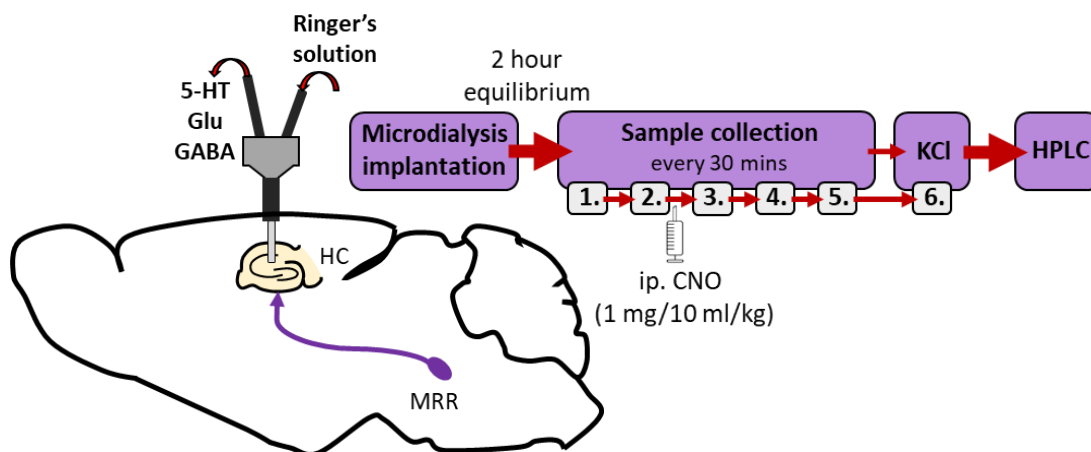 Ringer's
solution
5-HT
Glu
GABA
2 hour
equilibrium
Microdialysis
implantation
Sample collection
every 30 mins
KCl
HPLC
1.
2.
3.
4.
5.
6.
ip. CNO
(1 mg/10 ml/kg)
HC
MRR